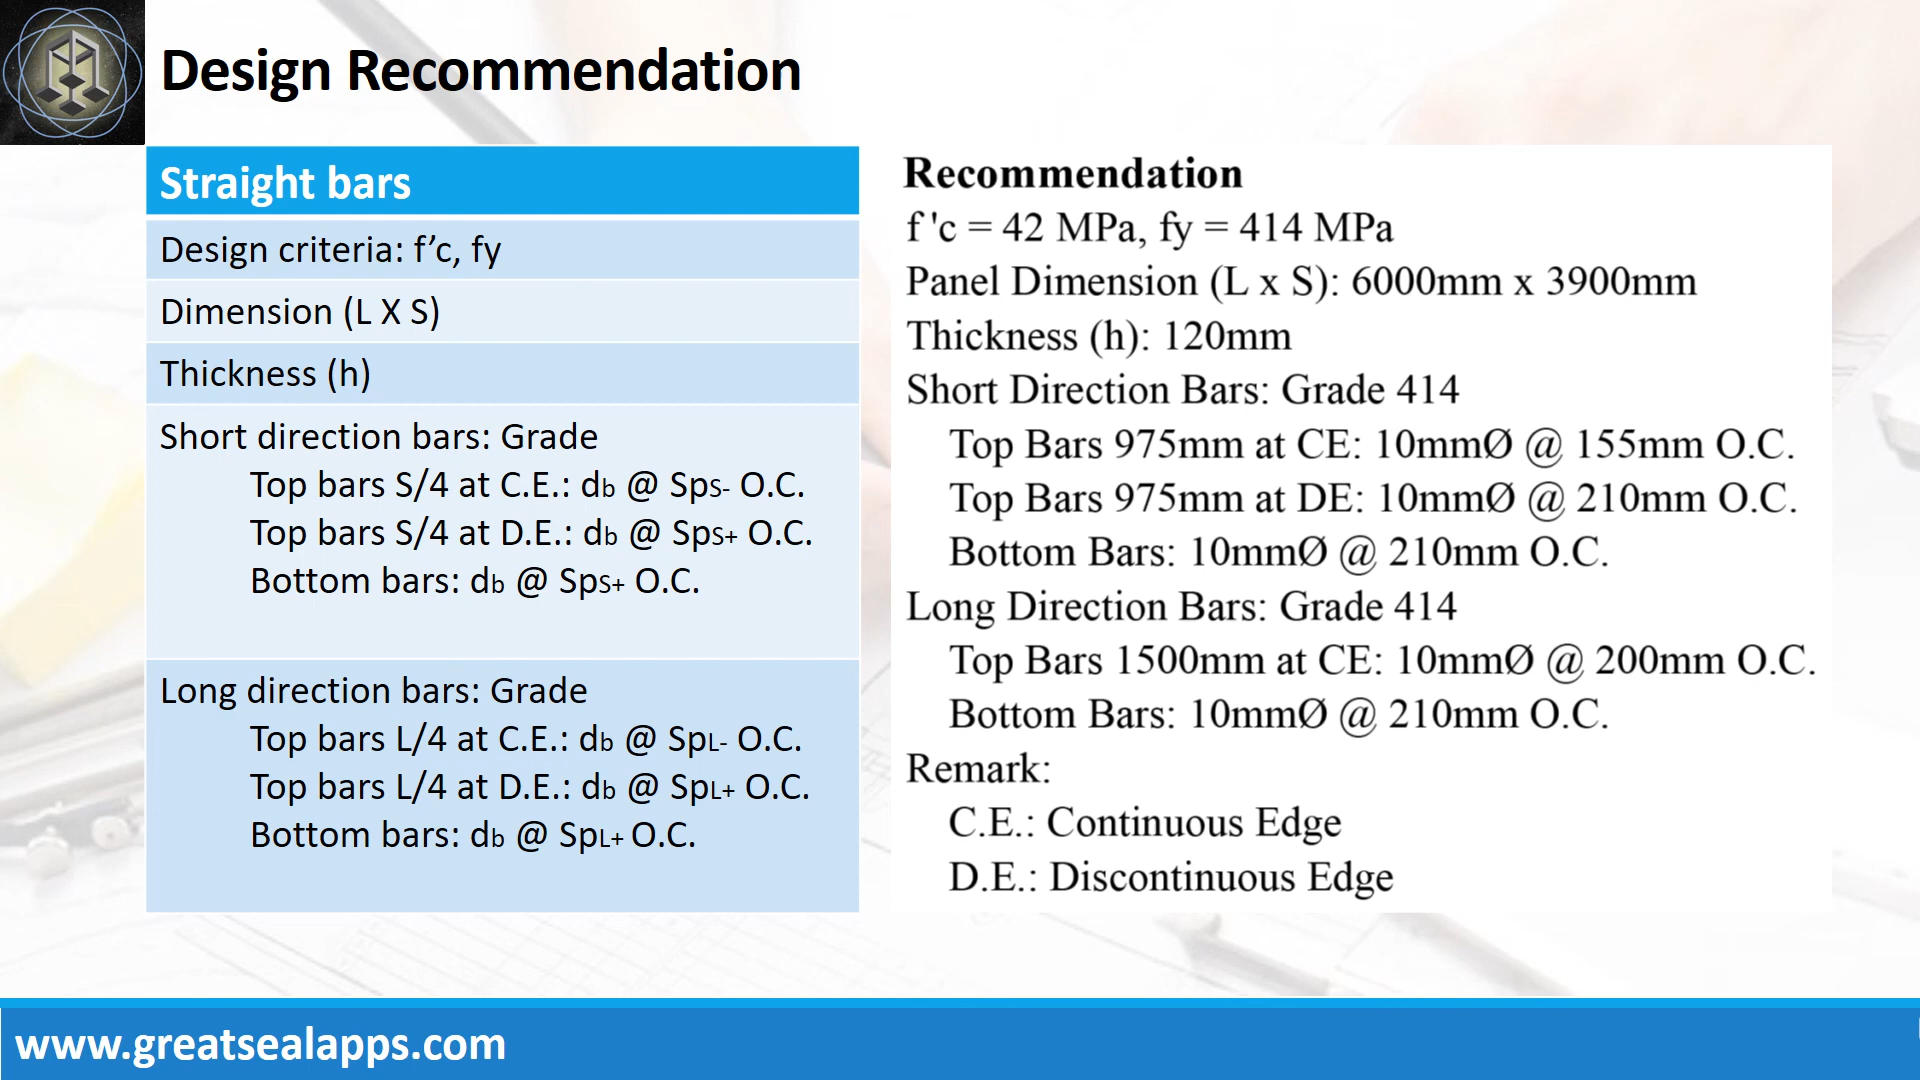 Design Recommendation
Straight bars
Design criteria: f’c, fy
Dimension (L X S)
Thickness (h)
Short direction bars: Grade
Top bars S/4 at C.E.: db @ SpS- O.C.
Top bars S/4 at D.E.: db @ SpS+ O.C.
Bottom bars: db @ SpS+ O.C.
Long direction bars: Grade
Top bars L/4 at C.E.: db @ SpL- O.C.
Top bars L/4 at D.E.: db @ SpL+ O.C.
Bottom bars: db @ SpL+ O.C.
Recommendation
f 'c = 42 MPa, fy = 414 MPa
Panel Dimension (L x S): 6000mm x 3900mm
Thickness (h): 120mm
Short Direction Bars: Grade 414
Top Bars 975mm at CE: 10mmØ @ 155mm O.C.
Top Bars 975mm at DE: 10mmØ @ 210mm O.C.
Bottom Bars: 10mmØ @ 210mm O.C.
Long Direction Bars: Grade 414
Top Bars 1500mm at CE: 10mmØ @ 200mm O.C.
Bottom Bars: 10mmØ @ 210mm O.C.
Remark:
C.E.: Continuous Edge
D.E.: Discontinuous Edge
www.greatsealapps.com